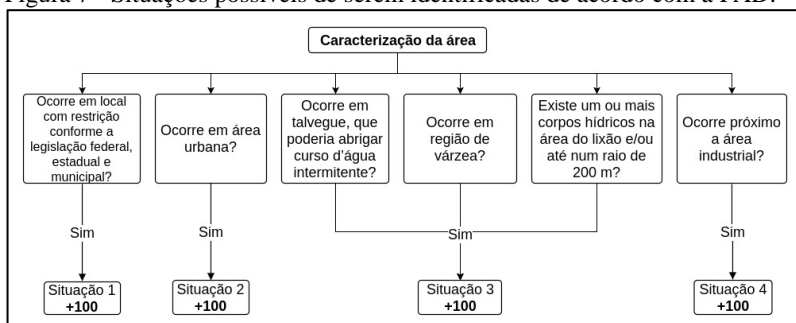 Figura 7 - Situações possíveis de serem identificadas de acordo com a FAD.
Caracterização da área
Ocorre em local
com restrição
conforme a
legislação federal,
estadual e
municipal?
Ocorre em área
urbana?
Ocorre em
talvegue, que
poderia abrigar
curso d'água
intermitente?
Ocorre em
região de
várzea?
Existe um ou mais
corpos hídricos na
área do lixão e/ou
até num raio de
200 m?
Ocorre próximo
a área
industrial?
Sim
Sim
Sim
Sim
Situação 1
+100
Situação 2
+100
Situação 3
+100
Situação 4
+100